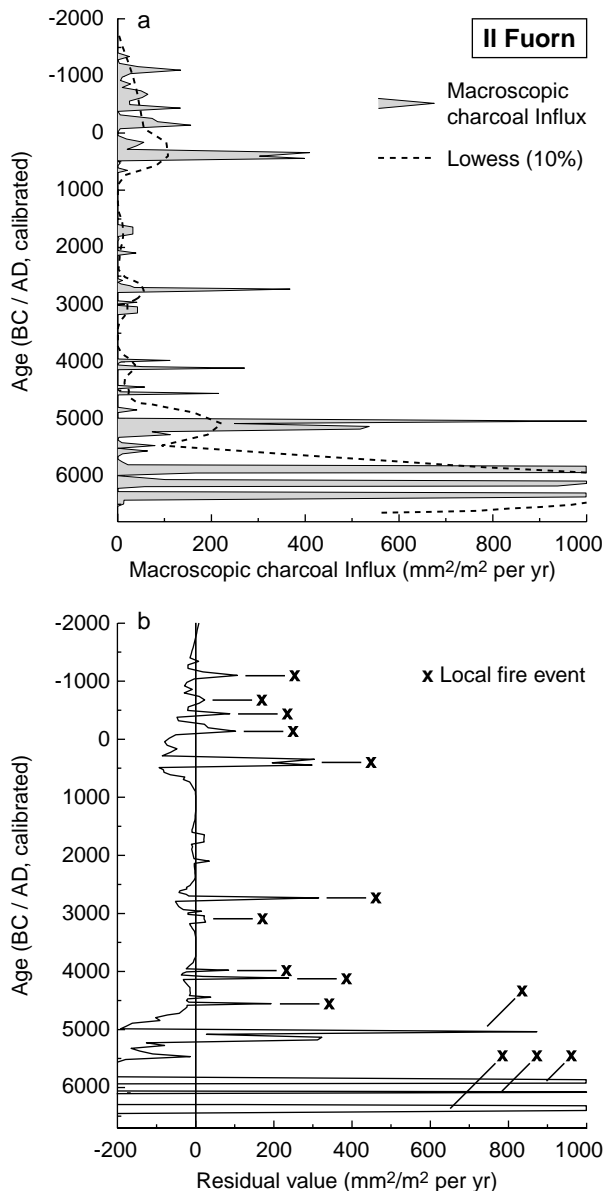 a
Il Fuorn
Macroscopic
charcoal Influx
Lowess (10%)
Age (BC / AD, calibrated)
-2000
-1000
0
1000
2000
3000
4000
5000
6000
0 200 400 600 800 1000
Macroscopic charcoal Influx (mm²/m² per yr)
b
x Local fire event
Age (BC / AD, calibrated)
-2000
-1000
0
1000
2000
3000
4000
5000
6000
x
x
x
x
x
x
x
x
x
x
x
x x x
-200 0 200 400 600 800 1000
Residual value (mm²/m² per yr)